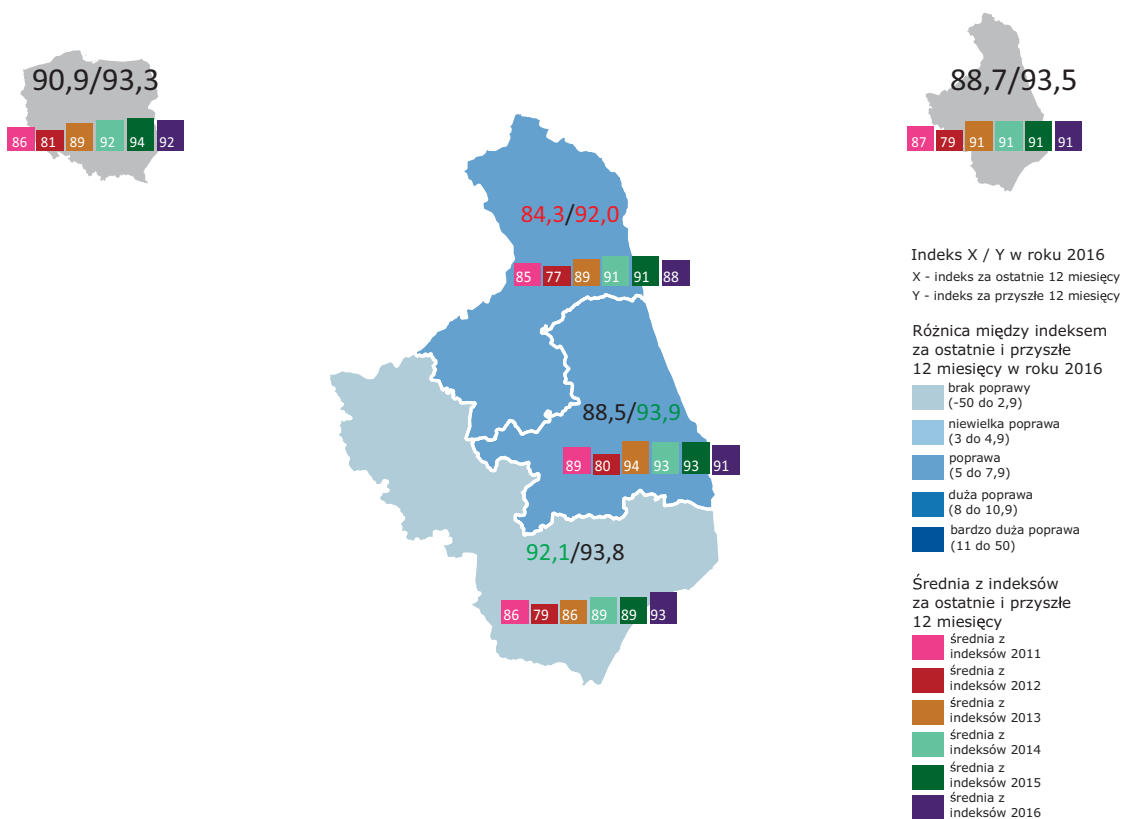 90,9/93,3
86 81 89 92 94 92
88,7/93,5
87 79 91 91 91 91
84,3/92,0
85 77 89 91 91 88
88,5/93,9
89 80 94 93 93 91
92,1/93,8
86 79 86 89 89 93
Indeks X / Y w roku 2016
X - indeks za ostatnie 12 miesięcy
Y - indeks za przyszłe 12 miesięcy
Różnica między indeksem
za ostatnie i przyszłe
12 miesięcy w roku 2016
brak poprawy
(-50 do 2,9)
niewielka poprawa
(3 do 4,9)
poprawa
(5 do 7,9)
duża poprawa
(8 do 10,9)
bardzo duża poprawa
(11 do 50)
Średnia z indeksów
za ostatnie i przyszłe
12 miesięcy
średnia z
indeksów 2011
średnia z
indeksów 2012
średnia z
indeksów 2013
średnia z
indeksów 2014
średnia z
indeksów 2015
średnia z
indeksów 2016